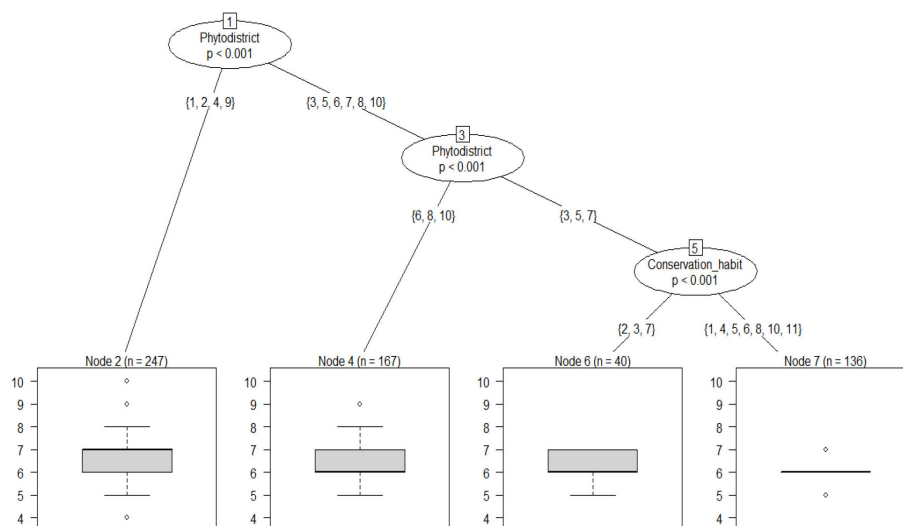 1
Phytodistrict
p < 0.001
{1, 2, 4, 9}
{3, 5, 6, 7, 8, 10}
3
Phytodistrict
p < 0.001
{6, 8, 10}
{3, 5, 7}
5
Conservation_habit
p < 0.001
{2, 3, 7}
{1, 4, 5, 6, 8, 10, 11}
Node 2 (n = 247)
10
9
8
7
6
5
4
Node 4 (n = 167)
10
9
8
7
6
5
4
Node 6 (n = 40)
10
9
8
7
6
5
4
Node 7 (n = 136)
10
9
8
7
6
5
4